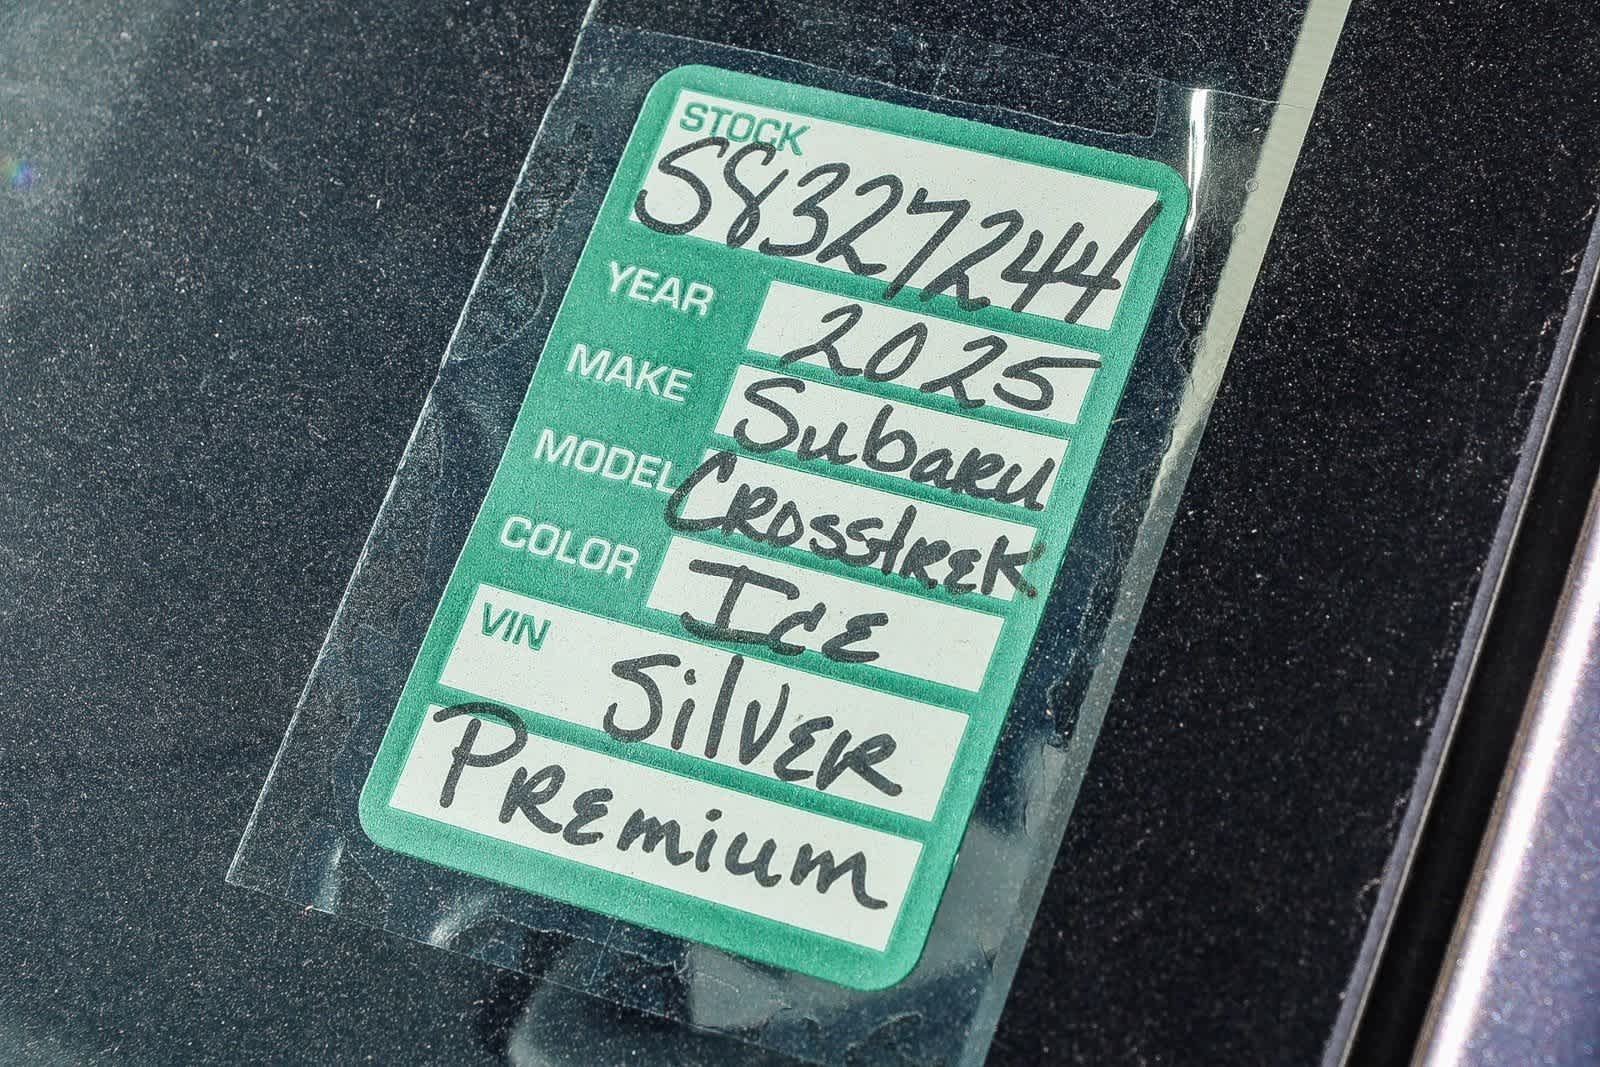 STOCK
S8327244
YEAR 2025
MAKE Subaru
MODEL Crosstrek
COLOR Ice
VIN Silver
Premium